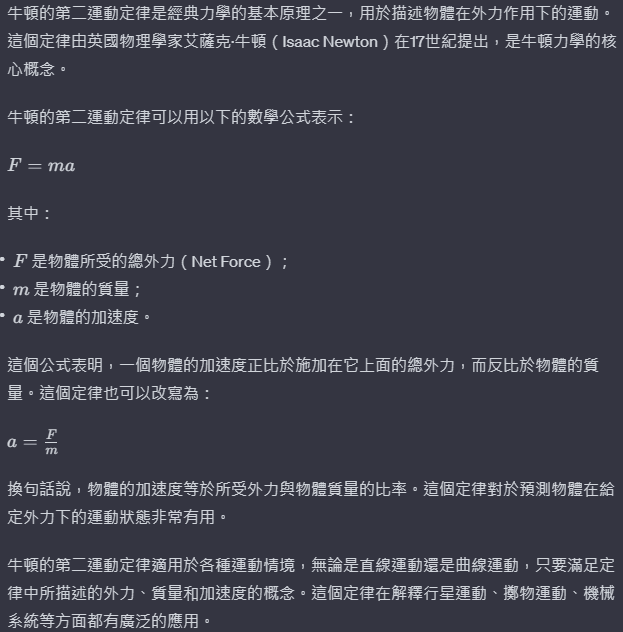 牛頓的第二運動定律是經典力學的基本原理之一，用於描述物體在外力作用下的運動。
這個定律由英國物理學家艾薩克·牛頓（Isaac Newton）在17世紀提出，是牛頓力學的核
心概念。
牛頓的第二運動定律可以用以下的數學公式表示：
F = ma
其中：
• F 是物體所受的總外力（Net Force）；
• m 是物體的質量；
• a 是物體的加速度。
這個公式表明，一個物體的加速度正比於施加在它上面的總外力，而反比於物體的質
量。這個定律也可以改寫為：
a = F/m
換句話說，物體的加速度等於所受外力與物體質量的比率。這個定律對於預測物體在給
定外力下的運動狀態非常有用。
牛頓的第二運動定律適用於各種運動情境，無論是直線運動還是曲線運動，只要滿足定
律中所描述的外力、質量和加速度的概念。這個定律在解釋行星運動、擲物運動、機械
系統等方面都有廣泛的應用。